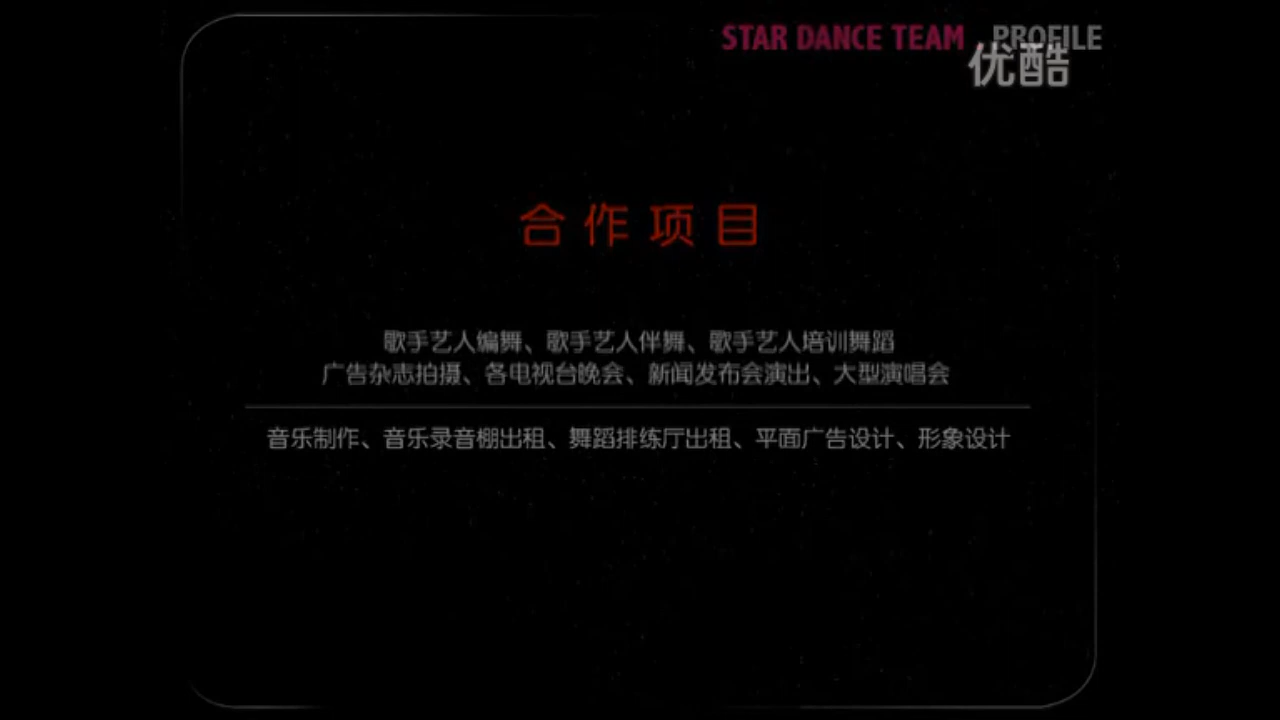 STAR DANCE TEAM PROFILE
优酷
合作项目
歌手艺人编舞、歌手艺人伴舞、歌手艺人培训舞蹈
广告杂志拍摄、各电视台晚会、新闻发布会演出、大型演唱会
音乐制作、音乐录音棚出租、舞蹈排练厅出租、平面广告设计、形象设计